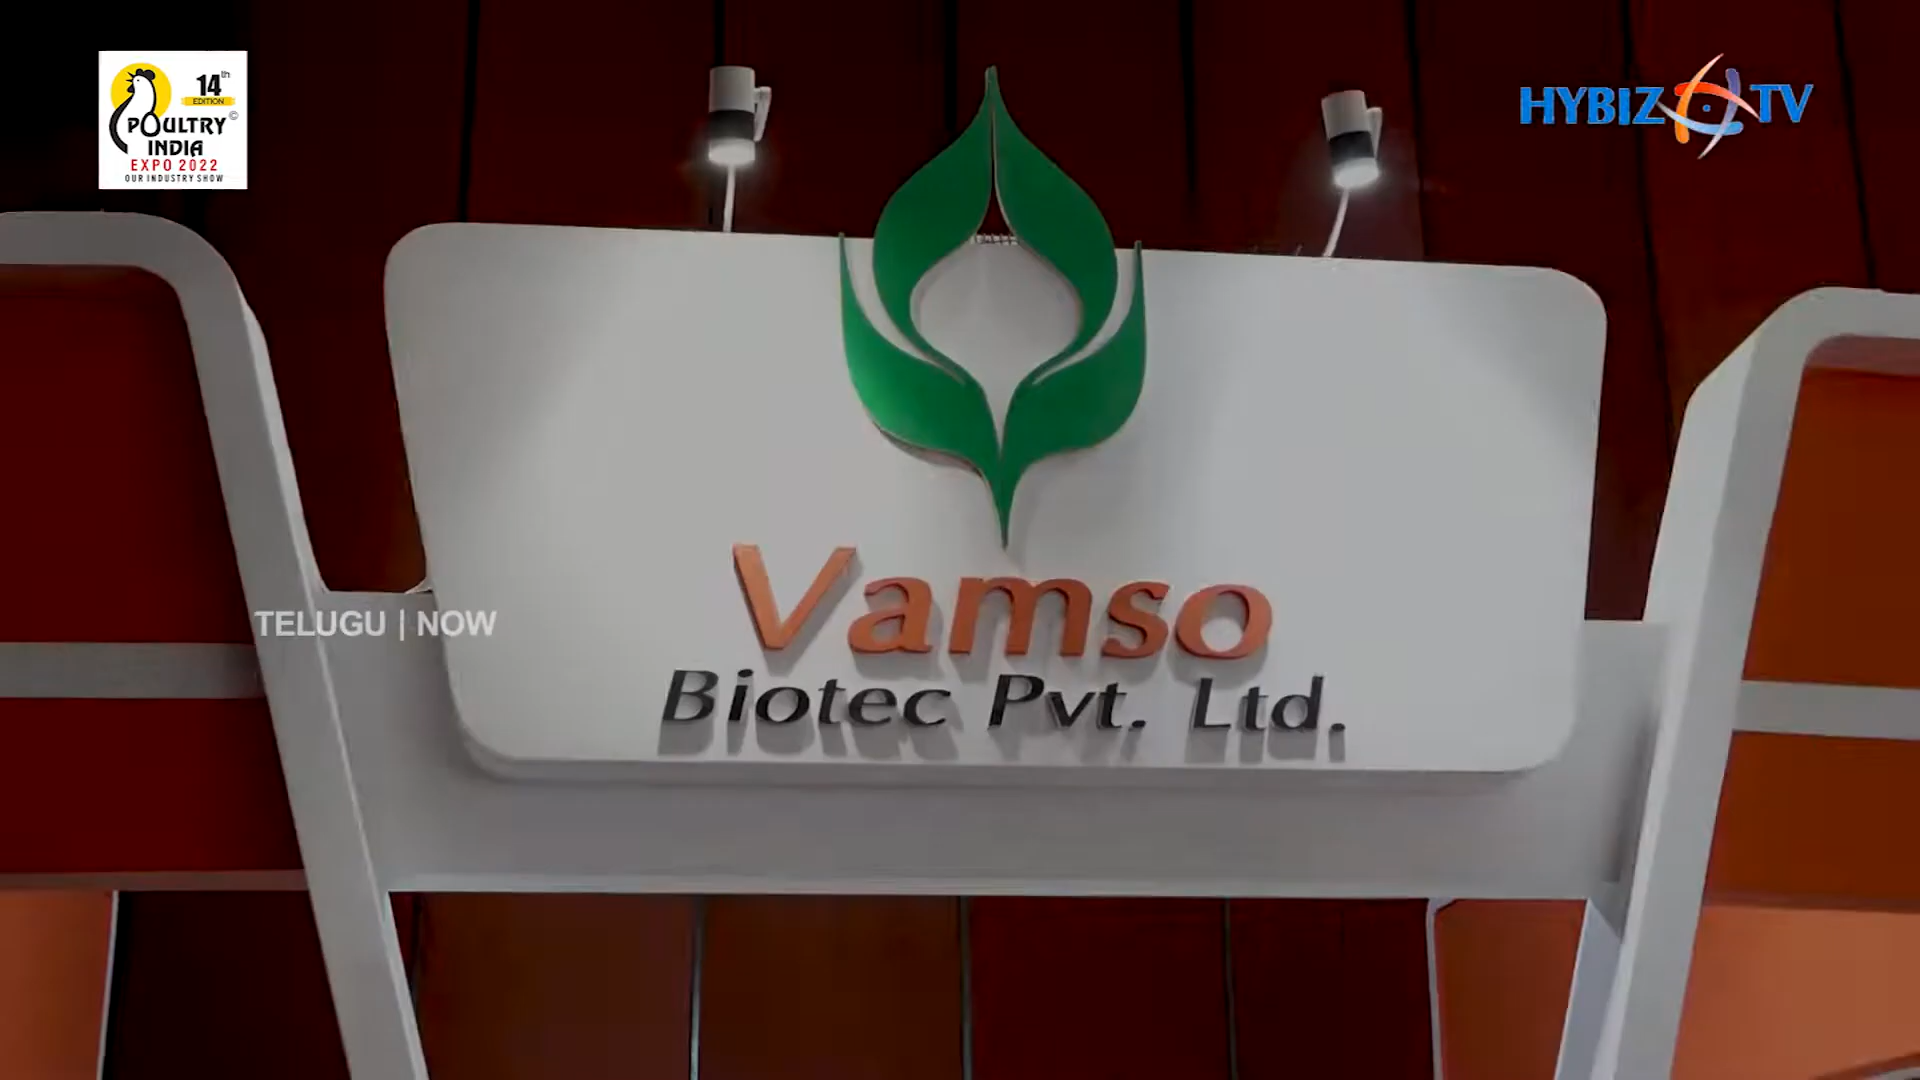 14th
EDITION
POULTRY©
INDIA
EXPO 2022
OUR INDUSTRY SHOW
HYBIZ TV
TELUGU | NOW
Vamso
Biotec Pvt. Ltd.